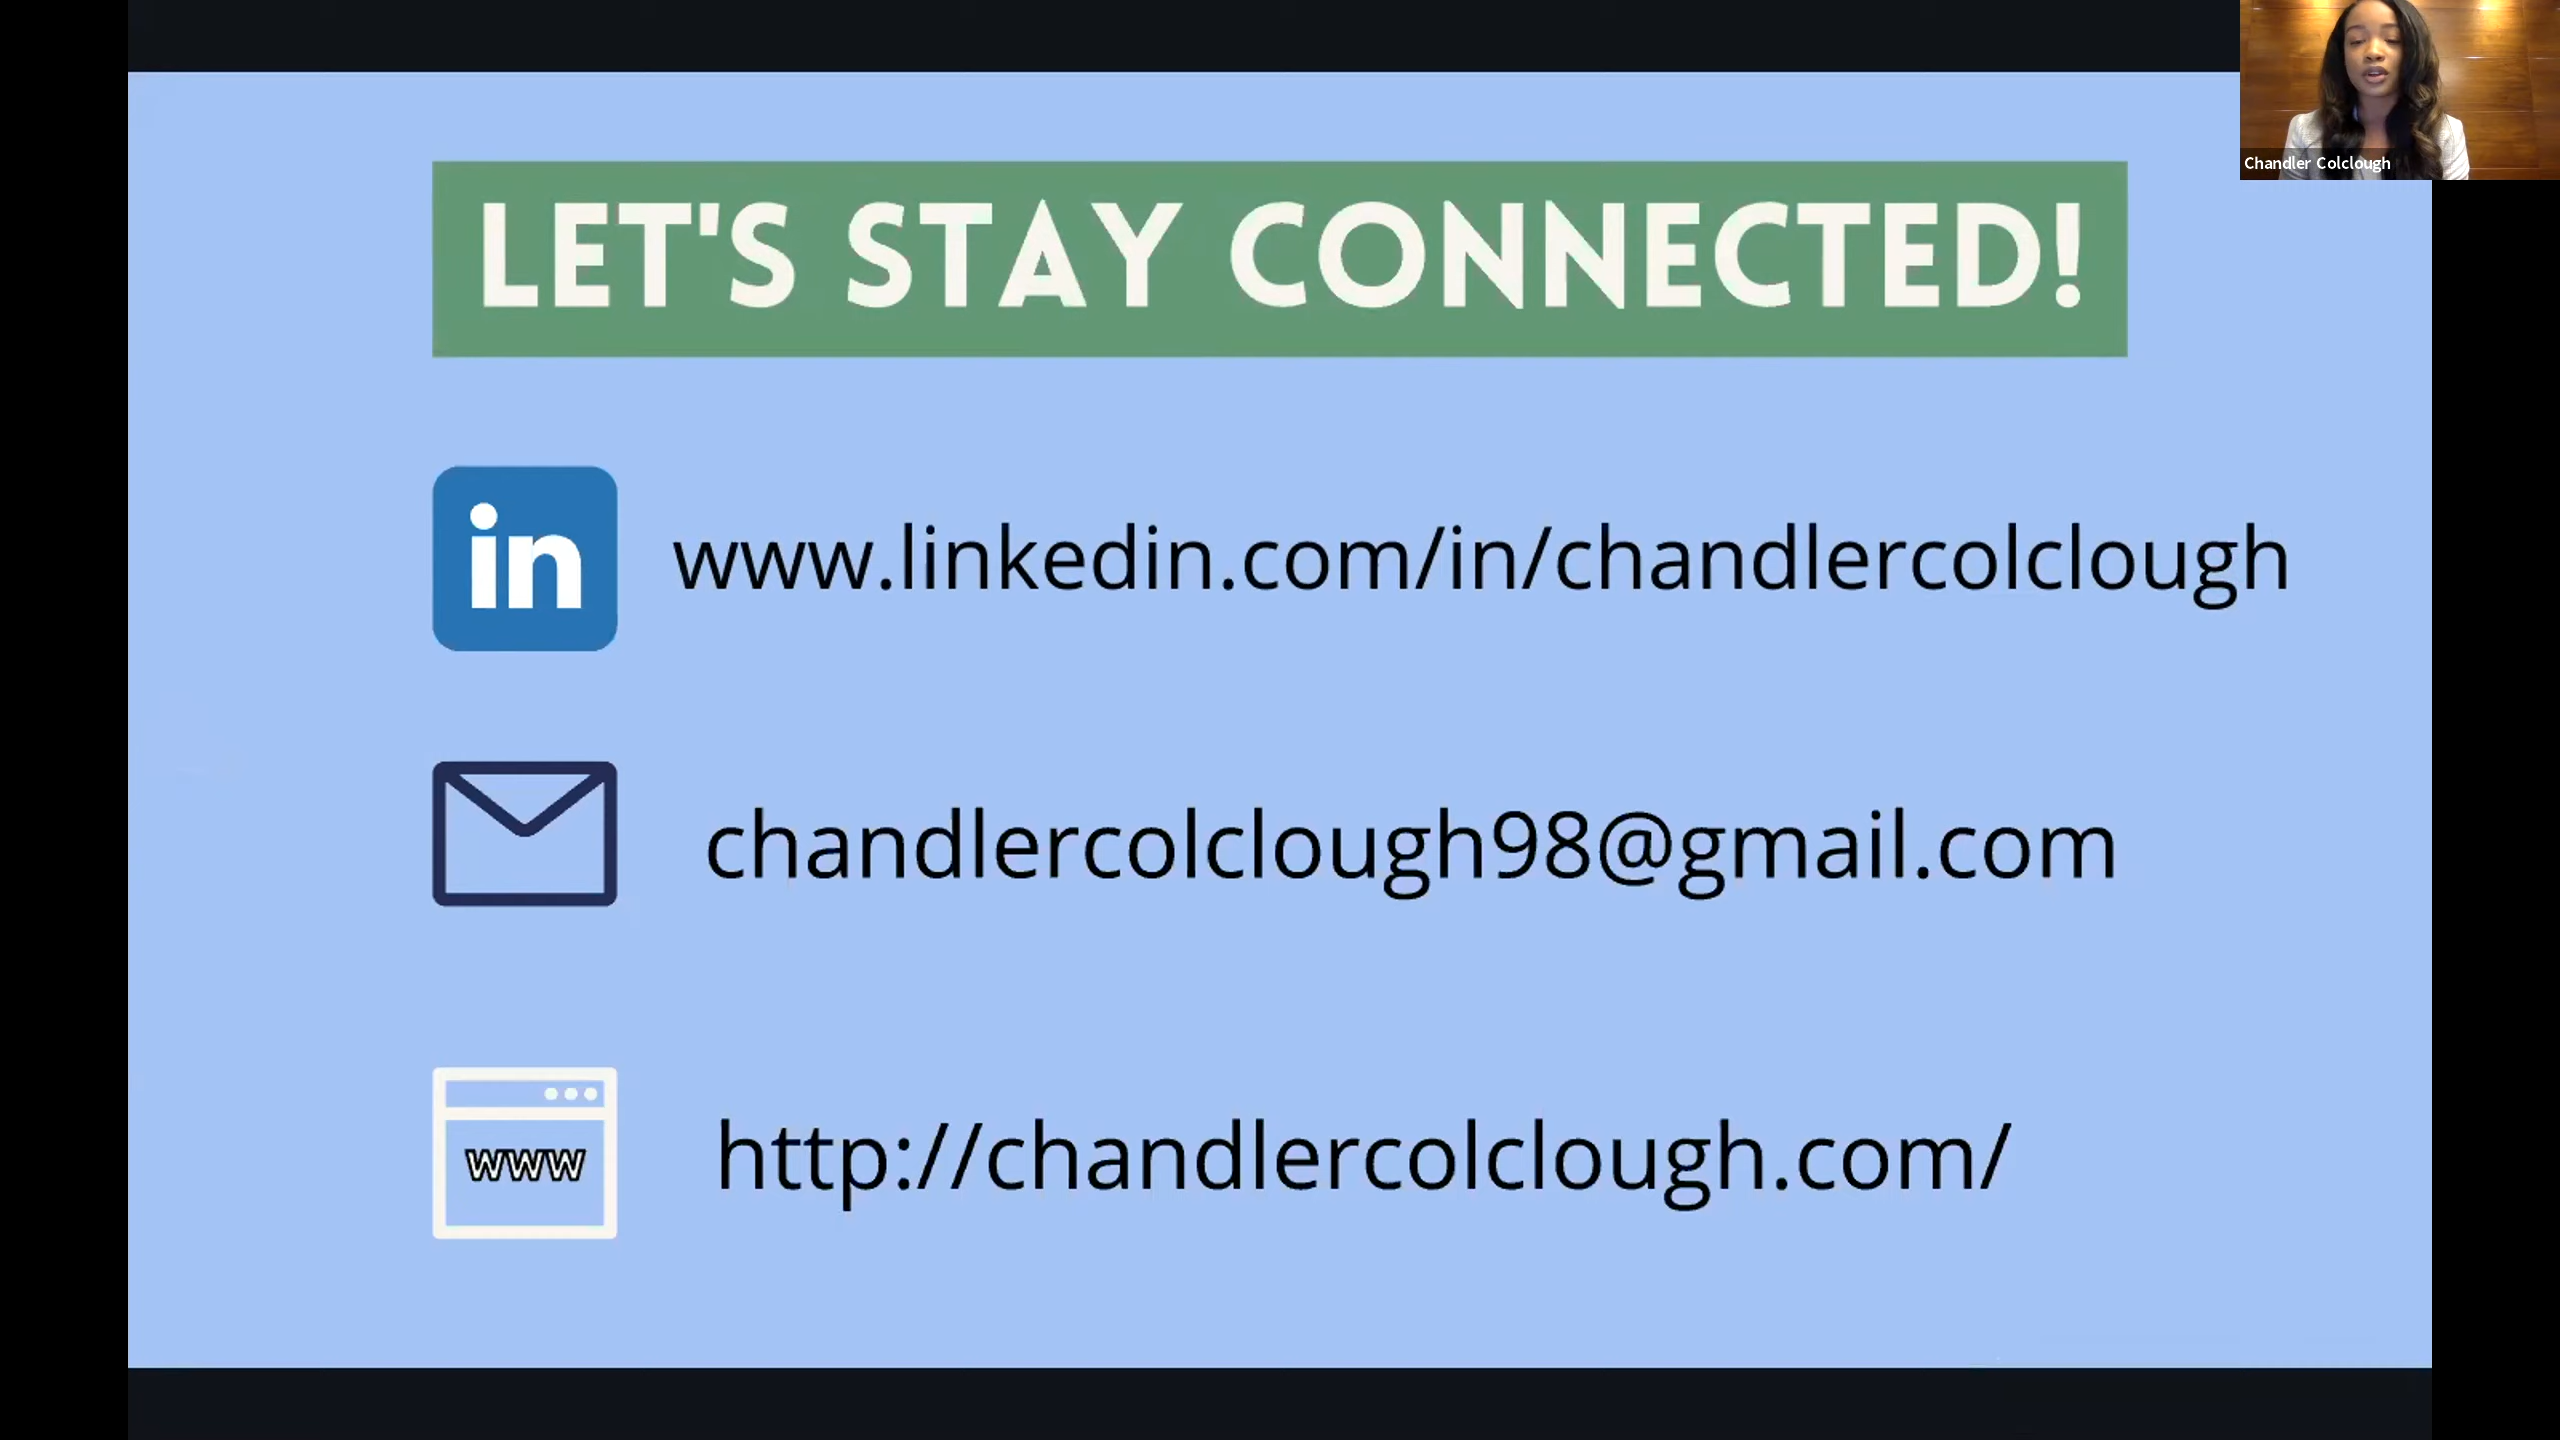 Chandler Colclough
LET'S STAY CONNECTED!
in
www.linkedin.com/in/chandlercolclough
chandlercolclough98@gmail.com
www
http://chandlercolclough.com/